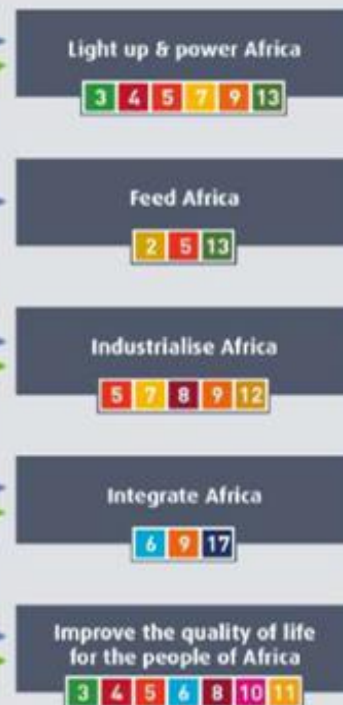 Light up & power Africa
3 4 5 7 9 13
Feed Africa
2 5 13
Industrialise Africa
5 7 8 9 12
Integrate Africa
6 9 17
Improve the quality of life
for the people of Africa
3 4 5 6 8 10 11